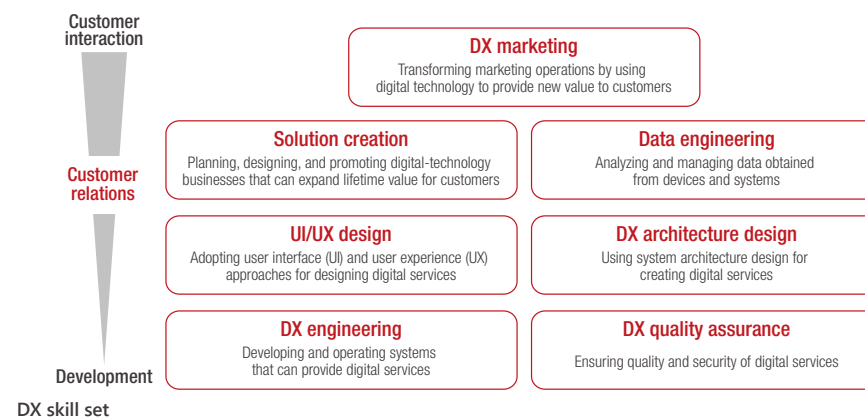 Customer
interaction
DX marketing
Transforming marketing operations by using
digital technology to provide new value to customers
Solution creation
Planning, designing, and promoting digital-technology
businesses that can expand lifetime value for customers
Data engineering
Analyzing and managing data obtained
from devices and systems
Customer
relations
UI/UX design
Adopting user interface (UI) and user experience (UX)
approaches for designing digital services
DX architecture design
Using system architecture design for
creating digital services
DX engineering
Developing and operating systems
that can provide digital services
DX quality assurance
Ensuring quality and security of digital services
Development
DX skill set